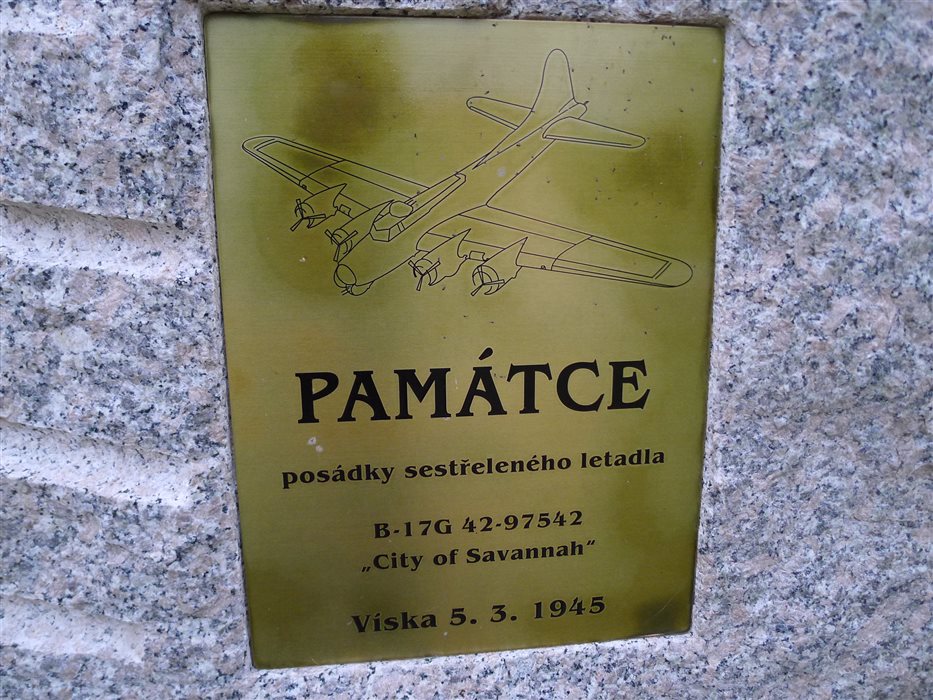 PAMÁTCE
posádky sestřeleného letadla
B-17G 42-97542
„City of Savannah“
Víska 5. 3. 1945